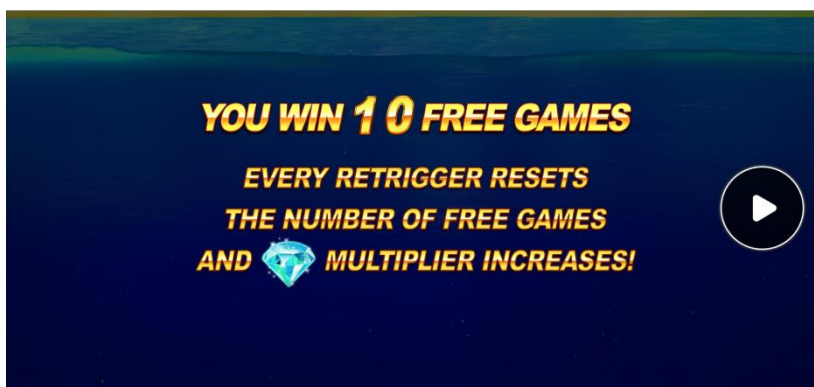 YOU WIN 10 FREE GAMES
EVERY RETRIGGER RESETS
THE NUMBER OF FREE GAMES
AND MULTIPLIER INCREASES!